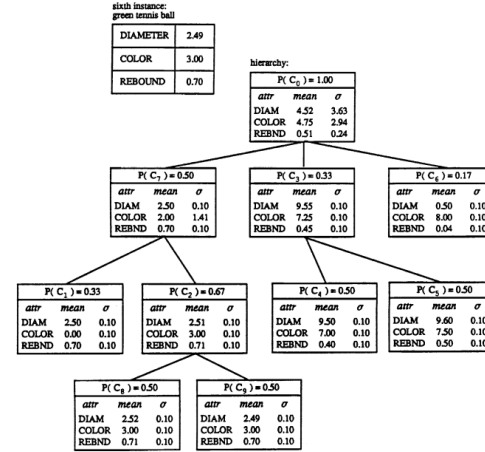 sixth instance:
green tennis ball
DIAMETER 2.49
COLOR 3.00
REBOUND 0.70
hierarchy:
P( C0 ) = 1.00
attr mean σ
DIAM 4.52 3.63
COLOR 4.75 2.94
REBND 0.51 0.24
P( C7 ) = 0.50
attr mean σ
DIAM 2.50 0.10
COLOR 2.00 1.41
REBND 0.70 0.10
P( C3 ) = 0.33
attr mean σ
DIAM 9.55 0.10
COLOR 7.25 0.10
REBND 0.45 0.10
P( C6 ) = 0.17
attr mean σ
DIAM 0.50 0.10
COLOR 8.00 0.10
REBND 0.04 0.10
P( C1 ) = 0.33
attr mean σ
DIAM 2.50 0.10
COLOR 0.00 0.10
REBND 0.70 0.10
P( C2 ) = 0.67
attr mean σ
DIAM 2.51 0.10
COLOR 3.00 0.10
REBND 0.71 0.10
P( C4 ) = 0.50
attr mean σ
DIAM 9.50 0.10
COLOR 7.00 0.10
REBND 0.40 0.10
P( C5 ) = 0.50
attr mean σ
DIAM 9.60 0.10
COLOR 7.50 0.10
REBND 0.50 0.10
P( C8 ) = 0.50
attr mean σ
DIAM 2.52 0.10
COLOR 3.00 0.10
REBND 0.71 0.10
P( C9 ) = 0.50
attr mean σ
DIAM 2.49 0.10
COLOR 3.00 0.10
REBND 0.70 0.10